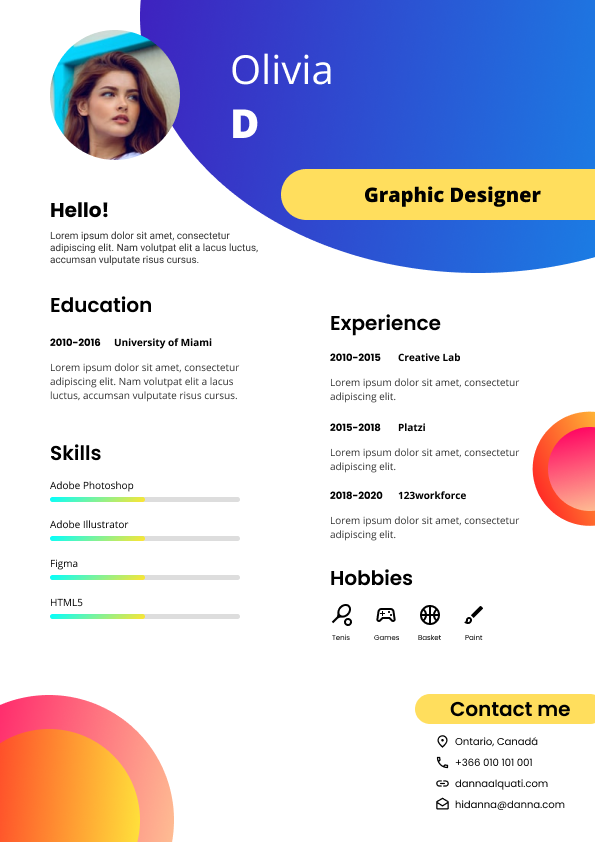 Olivia
D
Graphic Designer
Hello!
Lorem ipsum dolor sit amet, consectetur
adipiscing elit. Nam volutpat elit a lacus luctus,
accumsan vulputate risus cursus.
Education
2010-2016 University of Miami
Lorem ipsum dolor sit amet, consectetur
adipiscing elit. Nam volutpat elit a lacus
luctus, accumsan vulputate risus cursus.
Skills
Adobe Photoshop
Adobe Illustrator
Figma
HTML5
Experience
2010-2015 Creative Lab
Lorem ipsum dolor sit amet, consectetur
adipiscing elit.
2015-2018 Platzi
Lorem ipsum dolor sit amet, consectetur
adipiscing elit.
2018-2020 123workforce
Lorem ipsum dolor sit amet, consectetur
adipiscing elit.
Hobbies
Tenis Games Basket Paint
Contact me
Ontario, Canadá
+366 010 101 001
dannaalquati.com
hidanna@danna.com